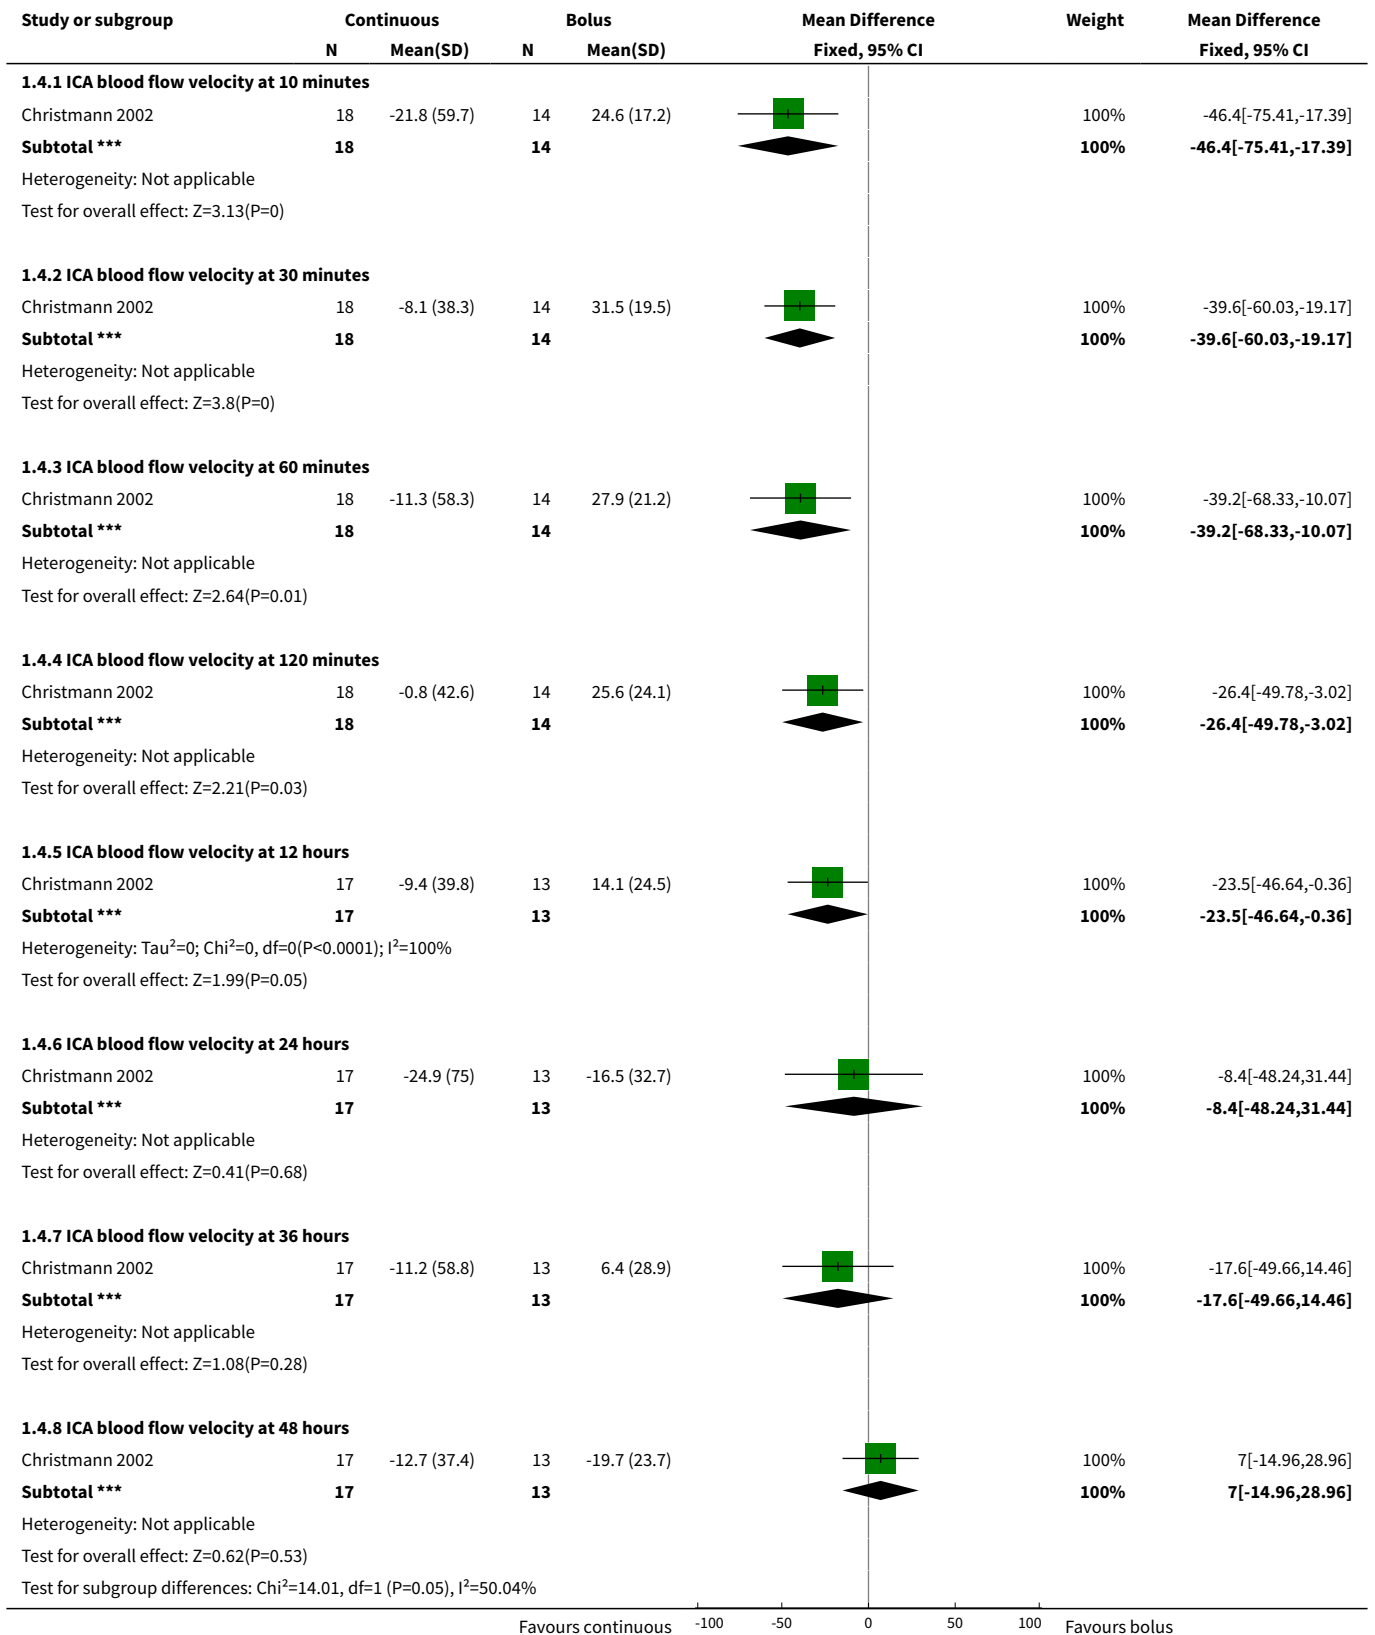 Study or subgroup Continuous Bolus Mean Difference Weight Mean Difference
N Mean(SD) N Mean(SD) Fixed, 95% CI Fixed, 95% CI
1.4.1 ICA blood flow velocity at 10 minutes
Christmann 2002 18 -21.8 (59.7) 14 24.6 (17.2) 100% -46.4[-75.41,-17.39]
Subtotal *** 18 14 100% -46.4[-75.41,-17.39]
Heterogeneity: Not applicable
Test for overall effect: Z=3.13(P=0)
1.4.2 ICA blood flow velocity at 30 minutes
Christmann 2002 18 -8.1 (38.3) 14 31.5 (19.5) 100% -39.6[-60.03,-19.17]
Subtotal *** 18 14 100% -39.6[-60.03,-19.17]
Heterogeneity: Not applicable
Test for overall effect: Z=3.8(P=0)
1.4.3 ICA blood flow velocity at 60 minutes
Christmann 2002 18 -11.3 (58.3) 14 27.9 (21.2) 100% -39.2[-68.33,-10.07]
Subtotal *** 18 14 100% -39.2[-68.33,-10.07]
Heterogeneity: Not applicable
Test for overall effect: Z=2.64(P=0.01)
1.4.4 ICA blood flow velocity at 120 minutes
Christmann 2002 18 -0.8 (42.6) 14 25.6 (24.1) 100% -26.4[-49.78,-3.02]
Subtotal *** 18 14 100% -26.4[-49.78,-3.02]
Heterogeneity: Not applicable
Test for overall effect: Z=2.21(P=0.03)
1.4.5 ICA blood flow velocity at 12 hours
Christmann 2002 17 -9.4 (39.8) 13 14.1 (24.5) 100% -23.5[-46.64,-0.36]
Subtotal *** 17 13 100% -23.5[-46.64,-0.36]
Heterogeneity: Tau²=0; Chi²=0, df=0(P<0.0001); I²=100%
Test for overall effect: Z=1.99(P=0.05)
1.4.6 ICA blood flow velocity at 24 hours
Christmann 2002 17 -24.9 (75) 13 -16.5 (32.7) 100% -8.4[-48.24,31.44]
Subtotal *** 17 13 100% -8.4[-48.24,31.44]
Heterogeneity: Not applicable
Test for overall effect: Z=0.41(P=0.68)
1.4.7 ICA blood flow velocity at 36 hours
Christmann 2002 17 -11.2 (58.8) 13 6.4 (28.9) 100% -17.6[-49.66,14.46]
Subtotal *** 17 13 100% -17.6[-49.66,14.46]
Heterogeneity: Not applicable
Test for overall effect: Z=1.08(P=0.28)
1.4.8 ICA blood flow velocity at 48 hours
Christmann 2002 17 -12.7 (37.4) 13 -19.7 (23.7) 100% 7[-14.96,28.96]
Subtotal *** 17 13 100% 7[-14.96,28.96]
Heterogeneity: Not applicable
Test for overall effect: Z=0.62(P=0.53)
Test for subgroup differences: Chi²=14.01, df=1 (P=0.05), I²=50.04%
Favours continuous -100 -50 0 50 100 Favours bolus